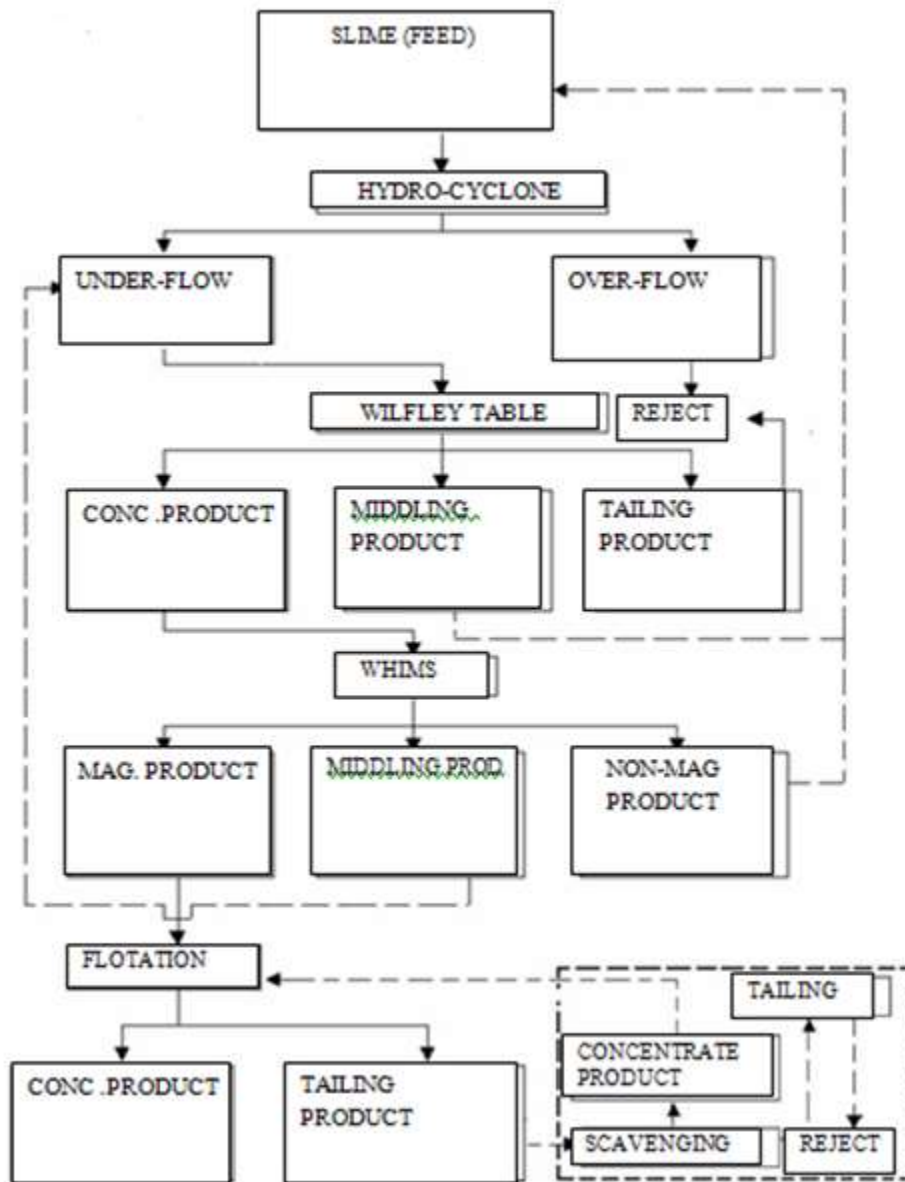 SLIME (FEED)
HYDRO-CYCLONE
UNDER-FLOW
OVER-FLOW
WILFLEY TABLE
REJECT
CONC .PRODUCT
MIDDLING
PRODUCT
TAILING
PRODUCT
WHIMS
MAG. PRODUCT
MIDDLING PROD
NON-MAG
PRODUCT
FLOTATION
TAILING
CONCENTRATE
PRODUCT
CONC .PRODUCT
TAILING
PRODUCT
SCAVENGING
REJECT